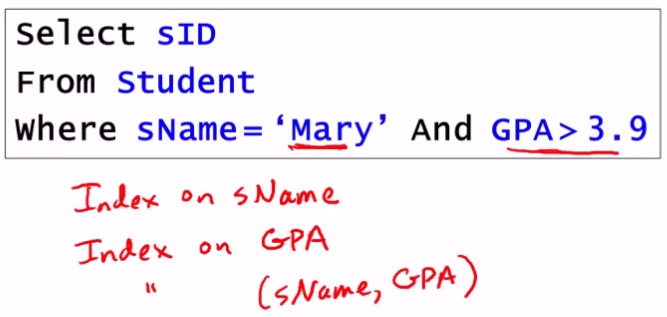 Select sID
From Student
Where sName= ‘Mary’ And GPA> 3.9
Index on sName
Index on GPA
" (sName, GPA)